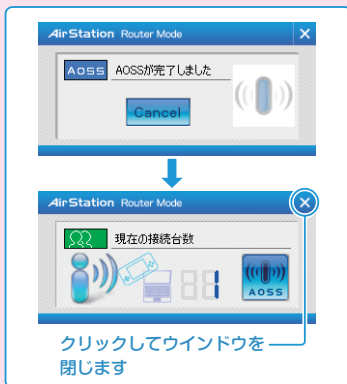 AirStation Router Mode
AOSS AOSSが完了しました
Cancel
AirStation Router Mode
現在の接続台数
1
AOSS
クリックしてウインドウを
閉じます